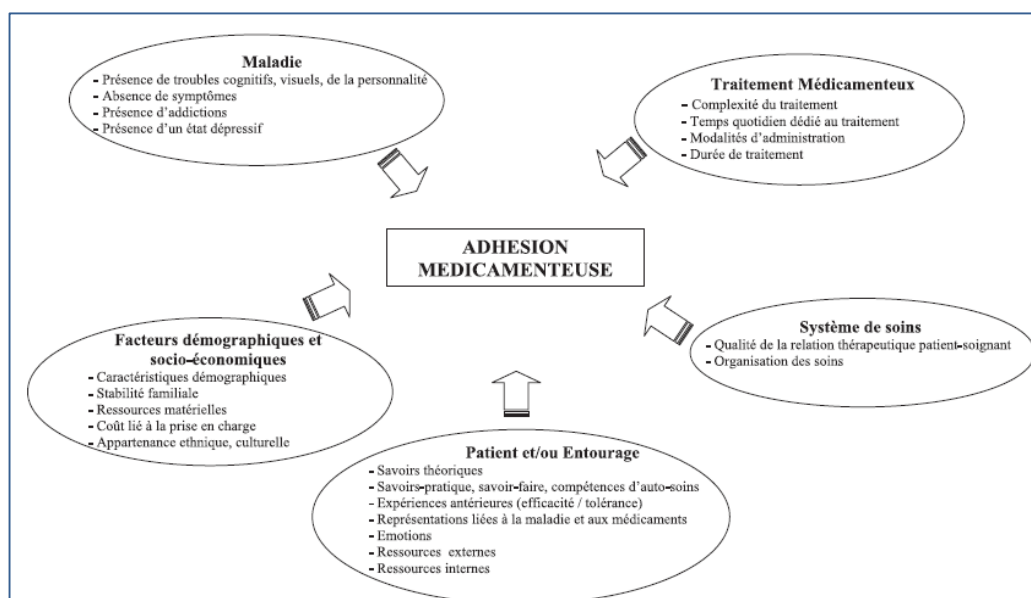 Maladie
- Présence de troubles cognitifs, visuels, de la personnalité
- Absence de symptômes
- Présence d'addictions
- Présence d'un état dépressif
Traitement Médicamenteux
- Complexité du traitement
- Temps quotidien dédié au traitement
- Modalités d'administration
- Durée de traitement
ADHESION
MEDICAMENTEUSE
Facteurs démographiques et
socio-économiques
- Caractéristiques démographiques
- Stabilité familiale
- Ressources matérielles
- Coût lié à la prise en charge
- Appartenance ethnique, culturelle
Système de soins
- Qualité de la relation thérapeutique patient-soignant
- Organisation des soins
Patient et/ou Entourage
- Savoirs théoriques
- Savoirs-pratique, savoir-faire, compétences d'auto-soins
- Expériences antérieures (efficacité / tolérance)
- Représentations liées à la maladie et aux médicaments
- Emotions
- Ressources externes
- Ressources internes